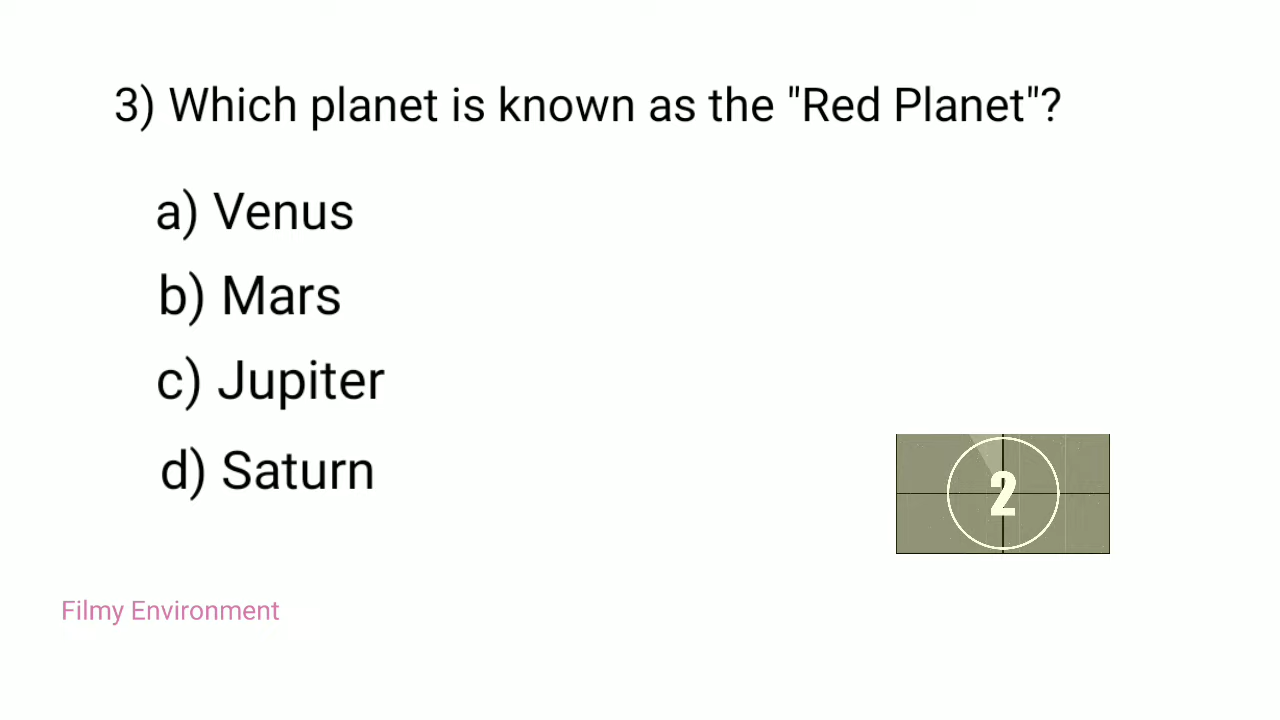 3) Which planet is known as the "Red Planet"?
a) Venus
b) Mars
c) Jupiter
d) Saturn
2
Filmy Environment